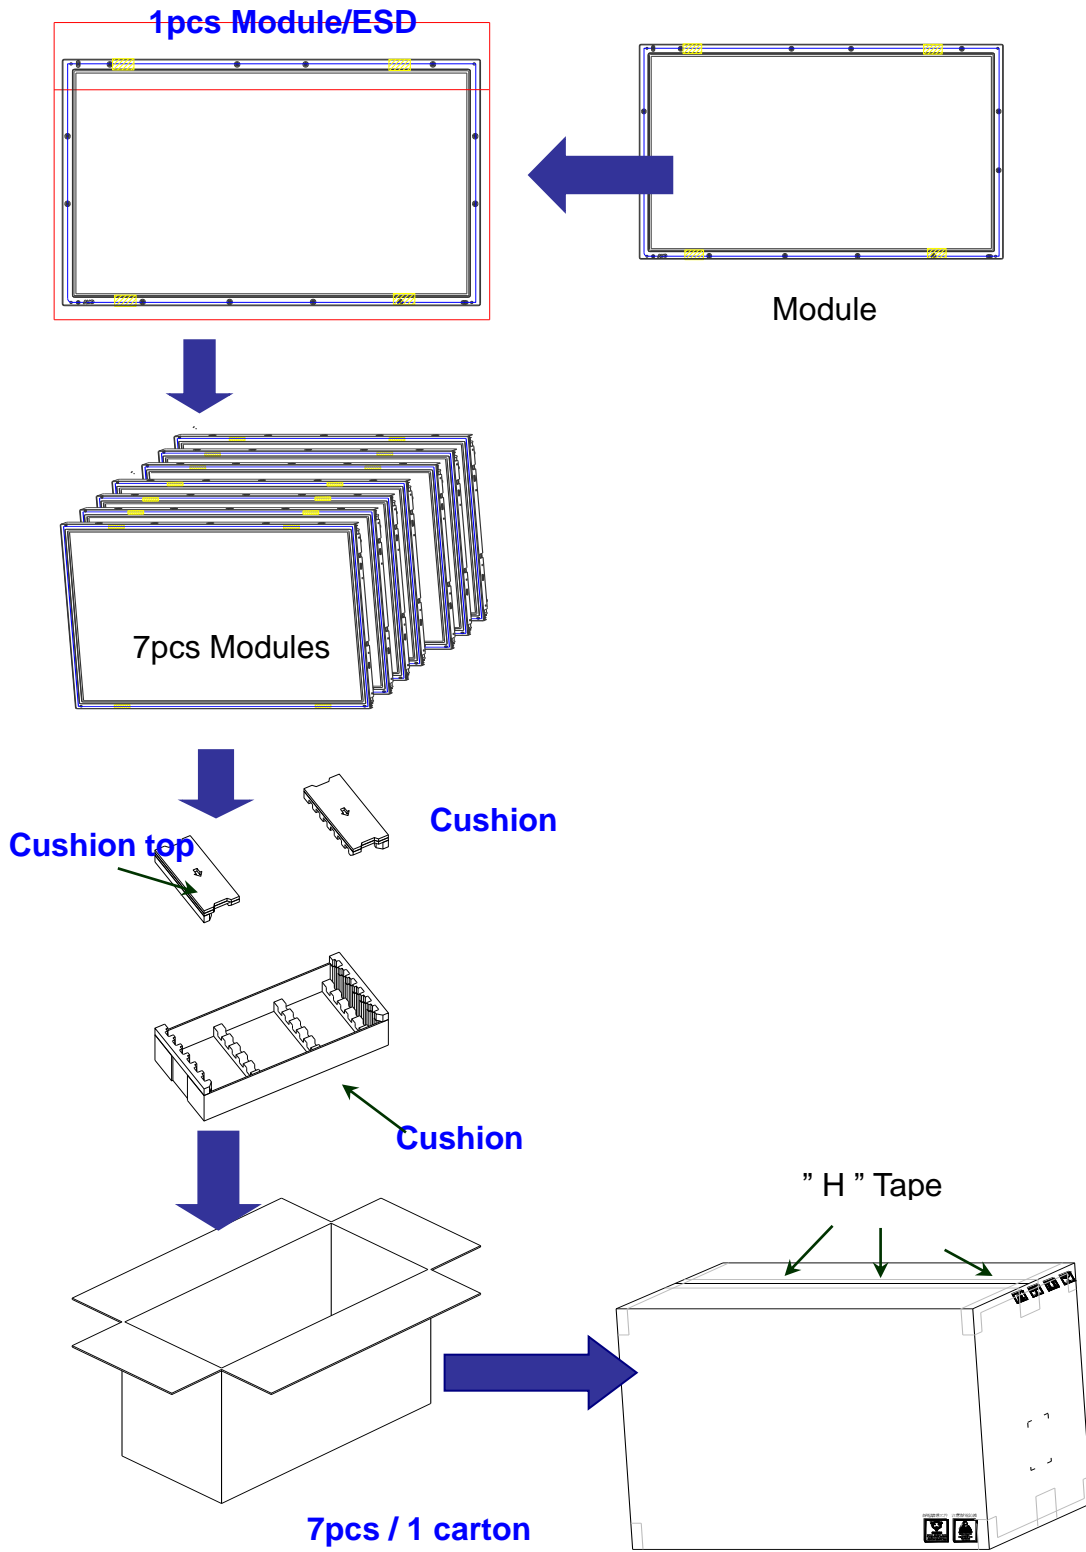 1pcs Module/ESD
Module
7pcs Modules
Cushion
Cushion top
Cushion
” H ” Tape
7pcs / 1 carton